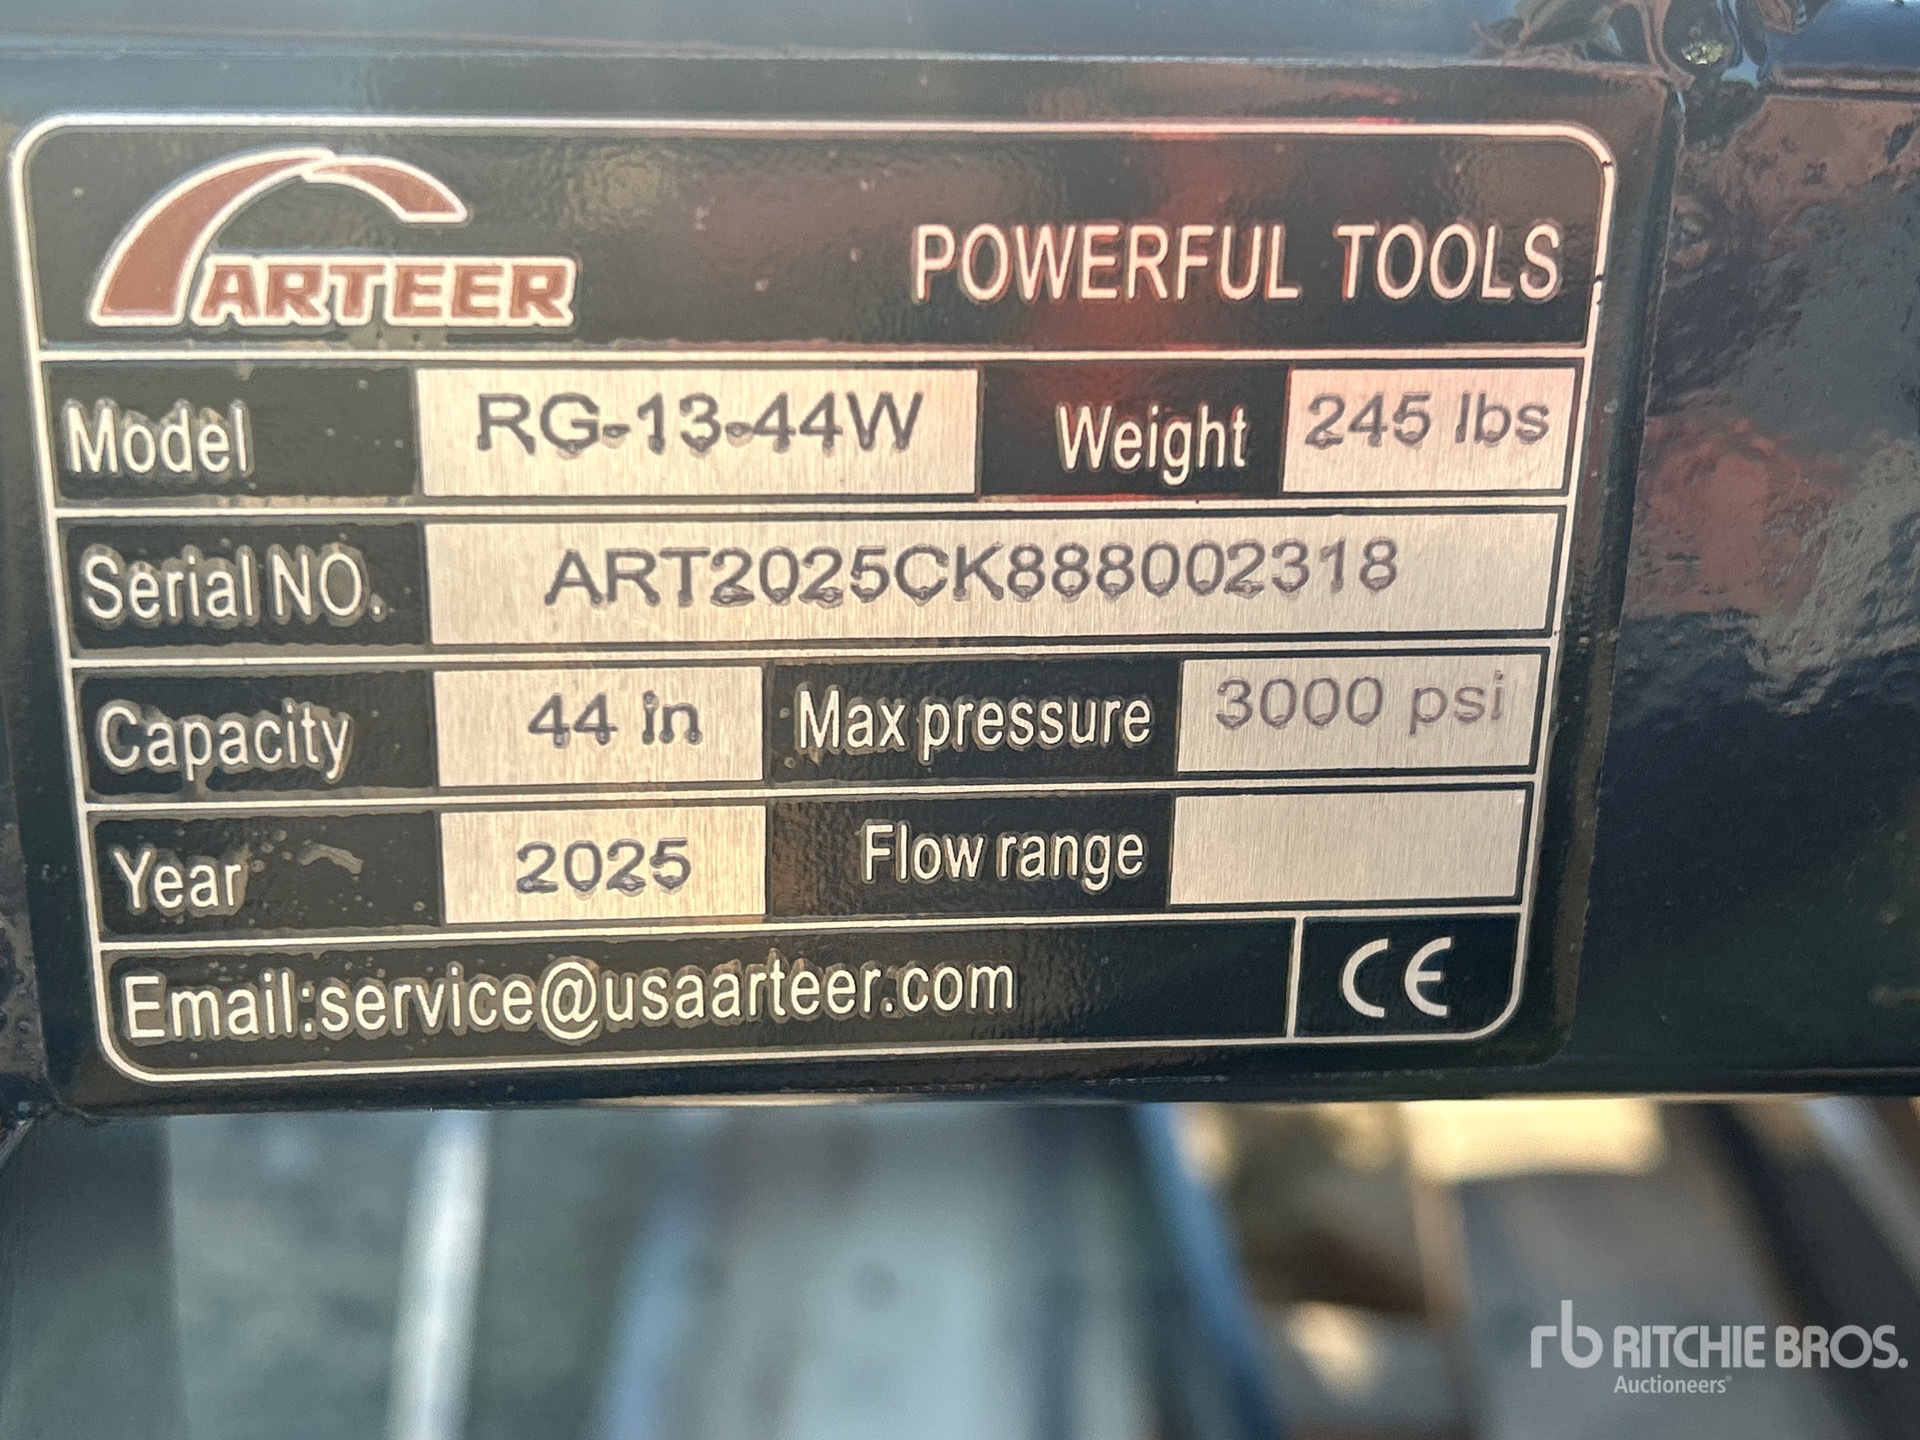 ARTEER
POWERFUL TOOLS
Model RG-13-44W Weight 245 lbs
Serial NO. ART2025CK888002318
Capacity 44 in Max pressure 3000 psi
Year 2025 Flow range
Email:service@usaarteer.com CE
rb RITCHIE BROS.
Auctioneers